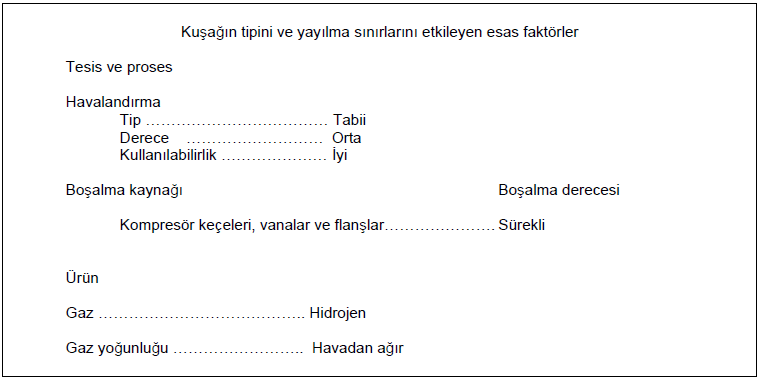 Kuşağın tipini ve yayılma sınırlarını etkileyen esas faktörler
Tesis ve proses
Havalandırma
Tip ……………………………… Tabii
Derece ……………………… Orta
Kullanılabilirlik ………………… İyi
Boşalma kaynağı Boşalma derecesi
Kompresör keçeleri, vanalar ve flanşlar…………………. Sürekli
Ürün
Gaz ………………………………….. Hidrojen
Gaz yoğunluğu …………………….. Havadan ağır